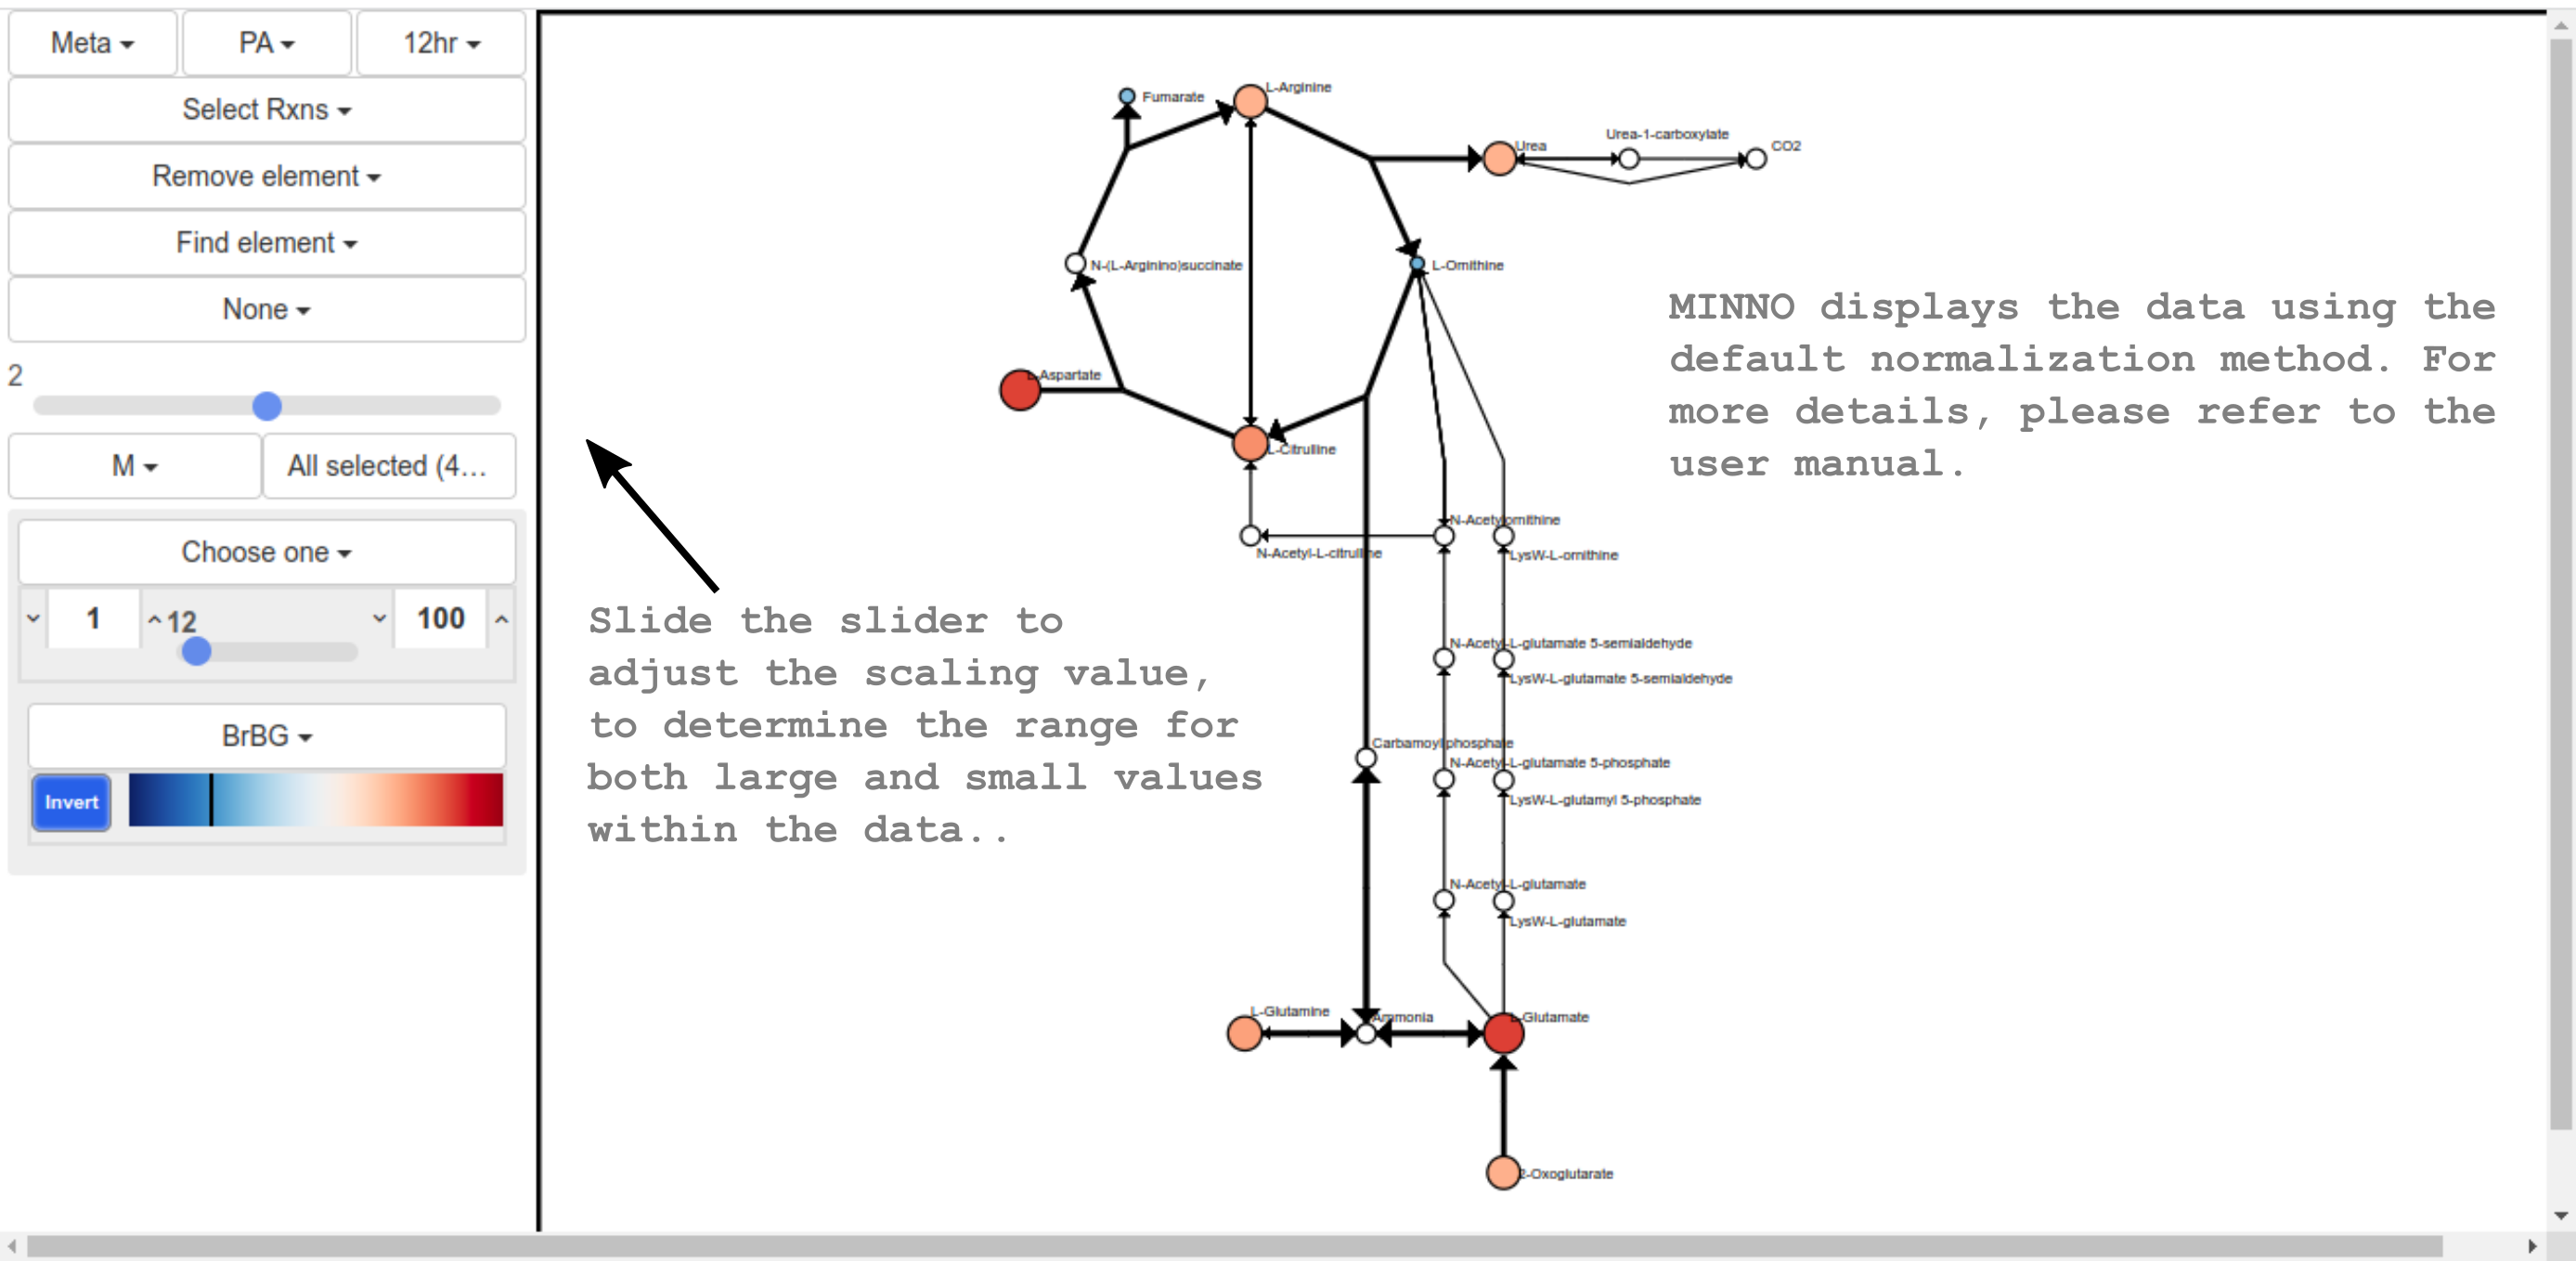 Meta PA 12hr
Select Rxns
Remove element
Find element
None
2
M All selected (4...
Choose one
1 12 100
BrBG
Invert
Fumarate
L-Arginine
Urea
Urea-1-carboxylate
CO2
N-(L-Arginino)succinate
L-Ornithine
L-Aspartate
L-Citrulline
N-Acetylornithine
N-Acetyl-L-citrulline
LysW-L-ornithine
N-Acetyl-L-glutamate 5-semialdehyde
LysW-L-glutamate 5-semialdehyde
Carbamoyl phosphate
N-Acetyl-L-glutamate 5-phosphate
LysW-L-glutamyl 5-phosphate
N-Acetyl-L-glutamate
LysW-L-glutamate
L-Glutamine
Ammonia
L-Glutamate
2-Oxoglutarate
MINNO displays the data using the
default normalization method. For
more details, please refer to the
user manual.
Slide the slider to
adjust the scaling value,
to determine the range for
both large and small values
within the data..